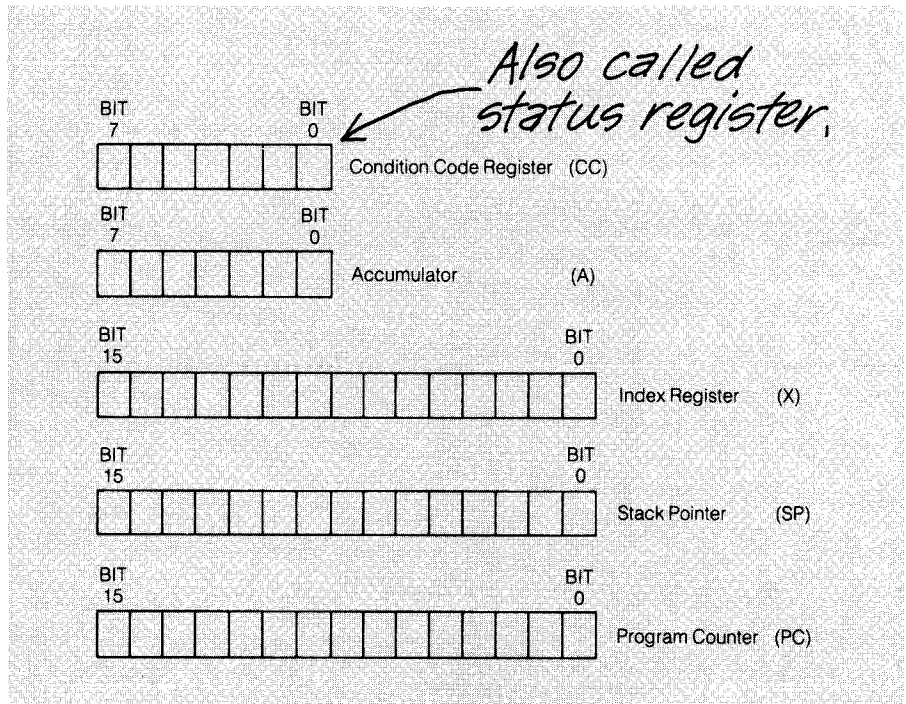 Also called
status register,
BIT BIT
7 0
Condition Code Register (CC)
BIT BIT
7 0
Accumulator (A)
BIT BIT
15 0
Index Register (X)
BIT BIT
15 0
Stack Pointer (SP)
BIT BIT
15 0
Program Counter (PC)